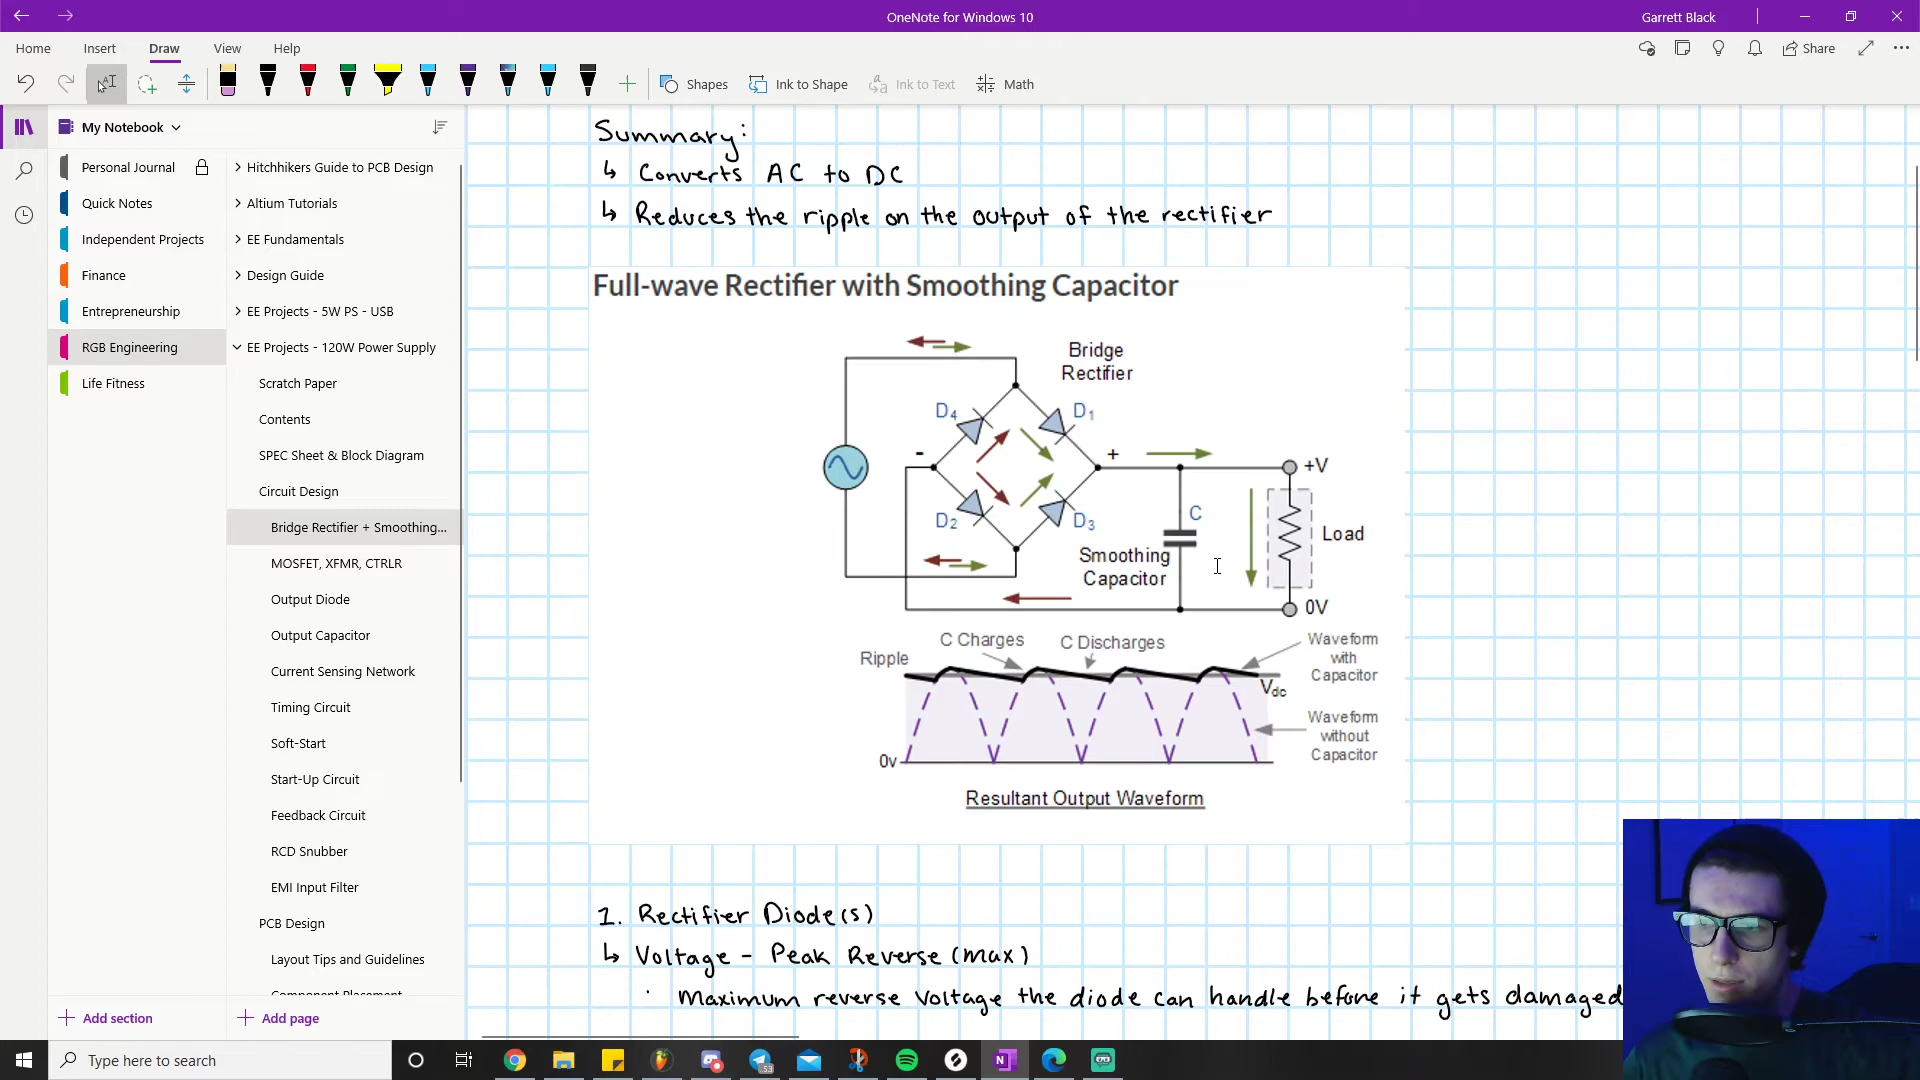 OneNote for Windows 10
Garrett Black
Home
Insert
Draw
View
Help
Share
Shapes
Ink to Shape
Ink to Text
Math
My Notebook
Personal Journal
Quick Notes
Independent Projects
Finance
Entrepreneurship
RGB Engineering
Life Fitness
Add section
Hitchhikers Guide to PCB Design
Altium Tutorials
EE Fundamentals
Design Guide
EE Projects - 5W PS - USB
EE Projects - 120W Power Supply
Scratch Paper
Contents
SPEC Sheet & Block Diagram
Circuit Design
Bridge Rectifier + Smoothing...
MOSFET, XFMR, CTRLR
Output Diode
Output Capacitor
Current Sensing Network
Timing Circuit
Soft-Start
Start-Up Circuit
Feedback Circuit
RCD Snubber
EMI Input Filter
PCB Design
Layout Tips and Guidelines
Component Placement
Add page
Summary:
↳ Converts AC to DC
↳ Reduces the ripple on the output of the rectifier
Full-wave Rectifier with Smoothing Capacitor
Bridge
Rectifier
D4
D1
-
+
+V
D2
D3
C
Load
Smoothing
Capacitor
0V
C Charges
C Discharges
Ripple
Waveform
with
Capacitor
Vdc
Waveform
without
Capacitor
0v
Resultant Output Waveform
1. Rectifier Diode(s)
↳ Voltage - Peak Reverse (max)
· Maximum reverse voltage the diode can handle before it gets damaged
Type here to search
53